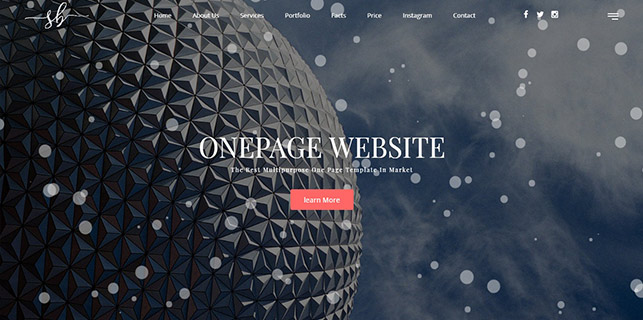 sb
Home About Us Services Portfolio Facts Price Instagram Contact
ONEPAGE WEBSITE
The Best Multipurpose One Page Template In Market
learn More